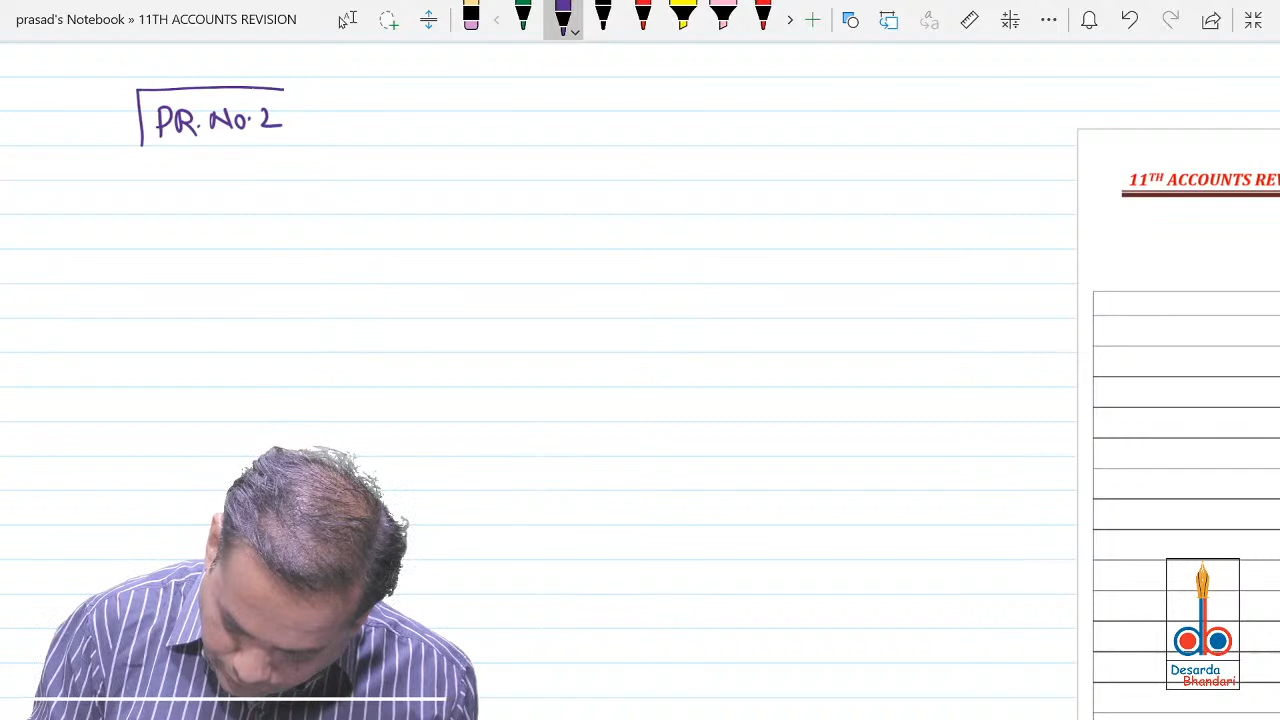 prasad's Notebook » 11TH ACCOUNTS REVISION
PR. No. 2
11TH ACCOUNTS REV
Desarda
Bhandari